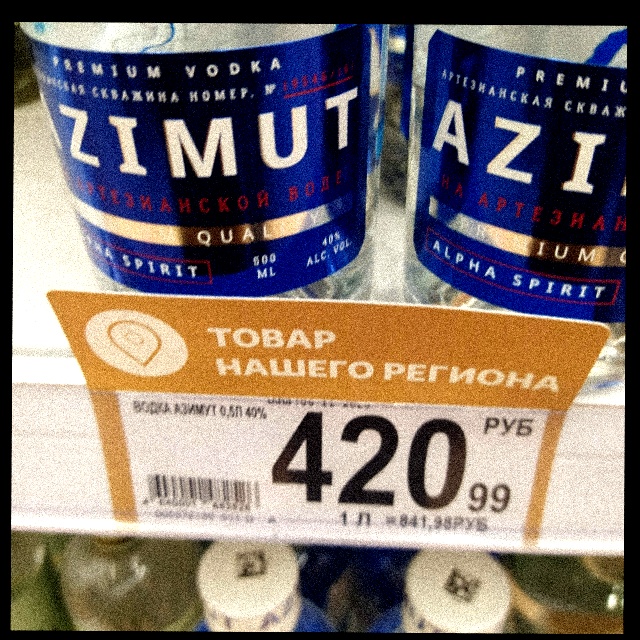 PREMIUM VODKA
СКВАЖИНА НОМЕР. №
ZIMUT
АРТЕЗИАНСКОЙ ВОДЕ
QUAL
SPIRIT
500
ML
40%
ALC. VOL.
PREMIU
АРТЕЗИАНСКАЯ СКВАЖ
AZI
НА АРТЕЗИАН
IUM
ALPHA SPIRIT
ТОВАР
НАШЕГО РЕГИОНА
ВОДКА АЗИМУТ 0,5Л 40%
420 99 РУБ
1 Л =841,98РУБ